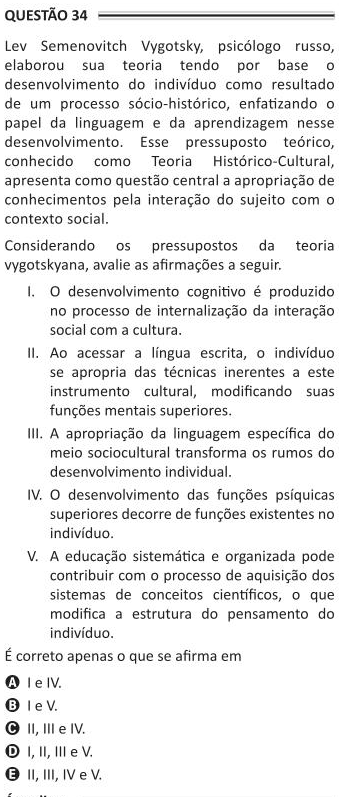 QUESTÃO 34
Lev Semenovitch Vygotsky, psicólogo russo,
elaborou sua teoria tendo por base o
desenvolvimento do indivíduo como resultado
de um processo sócio-histórico, enfatizando o
papel da linguagem e da aprendizagem nesse
desenvolvimento. Esse pressuposto teórico,
conhecido como Teoria Histórico-Cultural,
apresenta como questão central a apropriação de
conhecimentos pela interação do sujeito com o
contexto social.
Considerando os pressupostos da teoria
vygotskyana, avalie as afirmações a seguir.
I. O desenvolvimento cognitivo é produzido
no processo de internalização da interação
social com a cultura.
II. Ao acessar a língua escrita, o indivíduo
se apropria das técnicas inerentes a este
instrumento cultural, modificando suas
funções mentais superiores.
III. A apropriação da linguagem específica do
meio sociocultural transforma os rumos do
desenvolvimento individual.
IV. O desenvolvimento das funções psíquicas
superiores decorre de funções existentes no
indivíduo.
V. A educação sistemática e organizada pode
contribuir com o processo de aquisição dos
sistemas de conceitos científicos, o que
modifica a estrutura do pensamento do
indivíduo.
É correto apenas o que se afirma em
A I e IV.
B I e V.
C II, III e IV.
D I, II, III e V.
E II, III, IV e V.